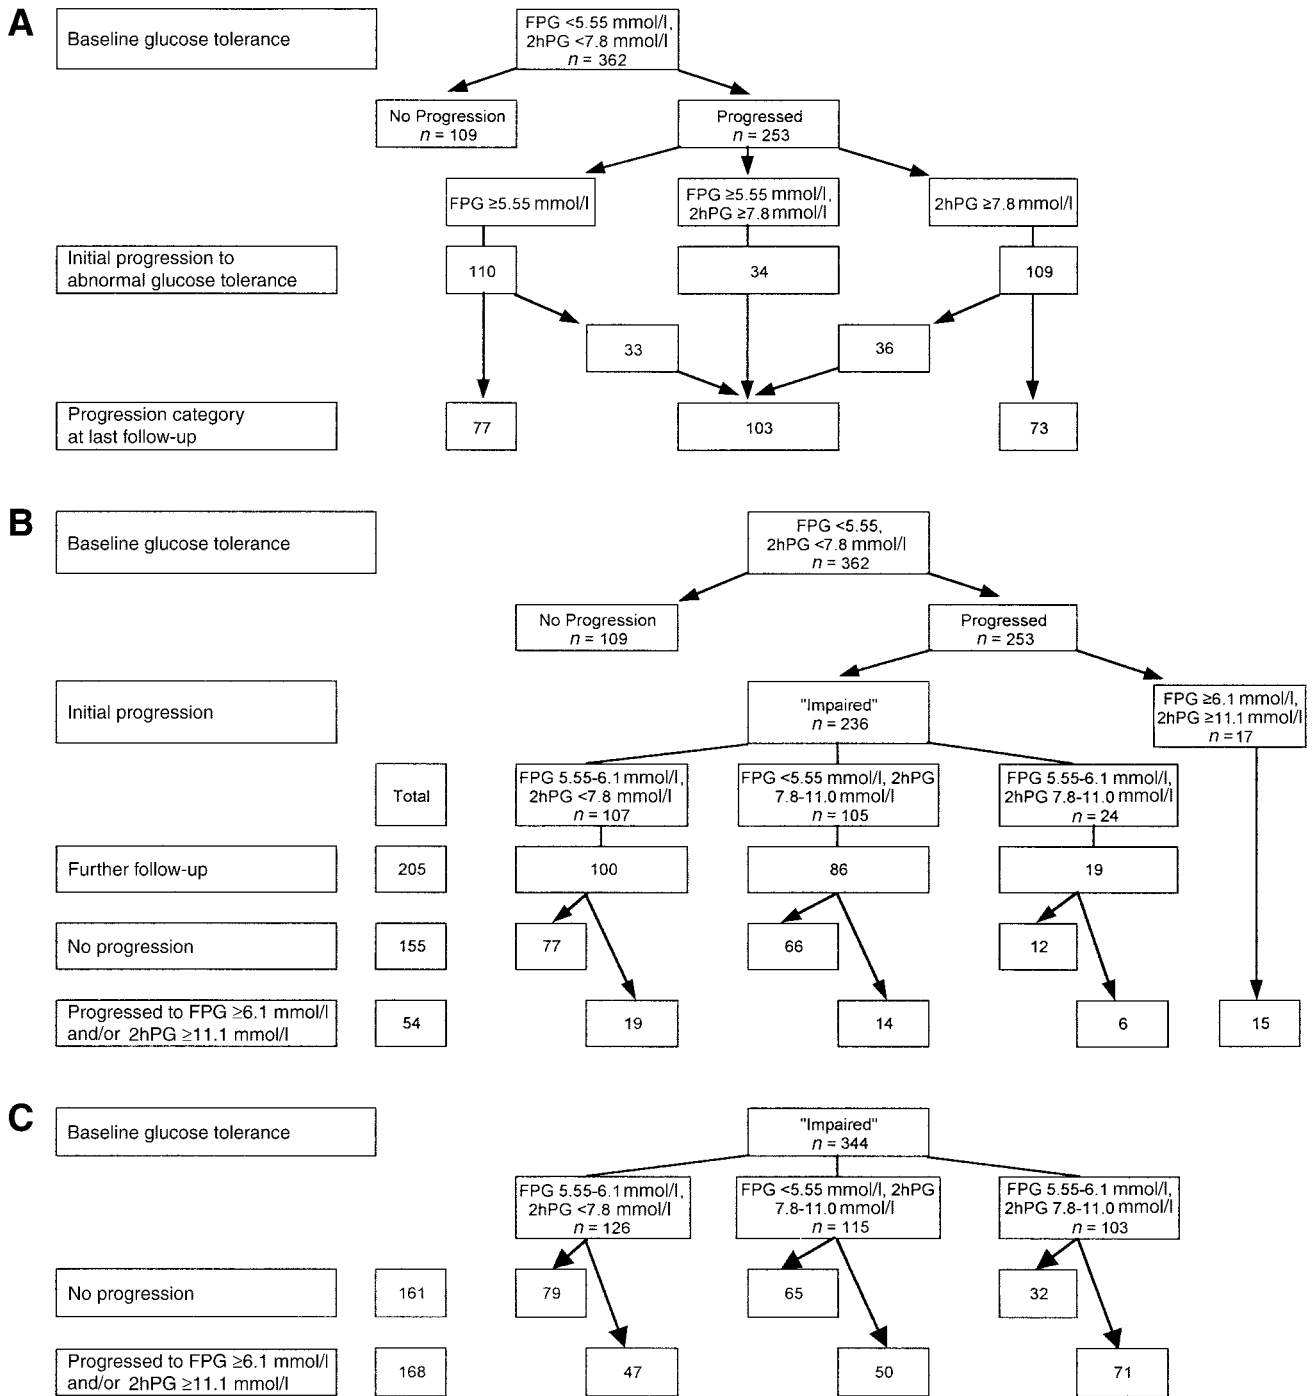 A
Baseline glucose tolerance
FPG <5.55 mmol/l,
2hPG <7.8 mmol/l
n = 362
No Progression
n = 109
Progressed
n = 253
FPG ≥5.55 mmol/l
FPG ≥5.55 mmol/l,
2hPG ≥7.8 mmol/l
2hPG ≥7.8 mmol/l
Initial progression to
abnormal glucose tolerance
110
34
109
33
36
Progression category
at last follow-up
77
103
73
B
Baseline glucose tolerance
FPG <5.55,
2hPG <7.8 mmol/l
n = 362
No Progression
n = 109
Progressed
n = 253
Initial progression
"Impaired"
n = 236
FPG ≥6.1 mmol/l,
2hPG ≥11.1 mmol/l
n = 17
Total
FPG 5.55-6.1 mmol/l,
2hPG <7.8 mmol/l
n = 107
FPG <5.55 mmol/l, 2hPG
7.8-11.0 mmol/l
n = 105
FPG 5.55-6.1 mmol/l,
2hPG 7.8-11.0 mmol/l
n = 24
Further follow-up
205
100
86
19
No progression
155
77
66
12
Progressed to FPG ≥6.1 mmol/l
and/or 2hPG ≥11.1 mmol/l
54
19
14
6
15
C
Baseline glucose tolerance
"Impaired"
n = 344
FPG 5.55-6.1 mmol/l,
2hPG <7.8 mmol/l
n = 126
FPG <5.55 mmol/l, 2hPG
7.8-11.0 mmol/l
n = 115
FPG 5.55-6.1 mmol/l,
2hPG 7.8-11.0 mmol/l
n = 103
No progression
161
79
65
32
Progressed to FPG ≥6.1 mmol/l
and/or 2hPG ≥11.1 mmol/l
168
47
50
71